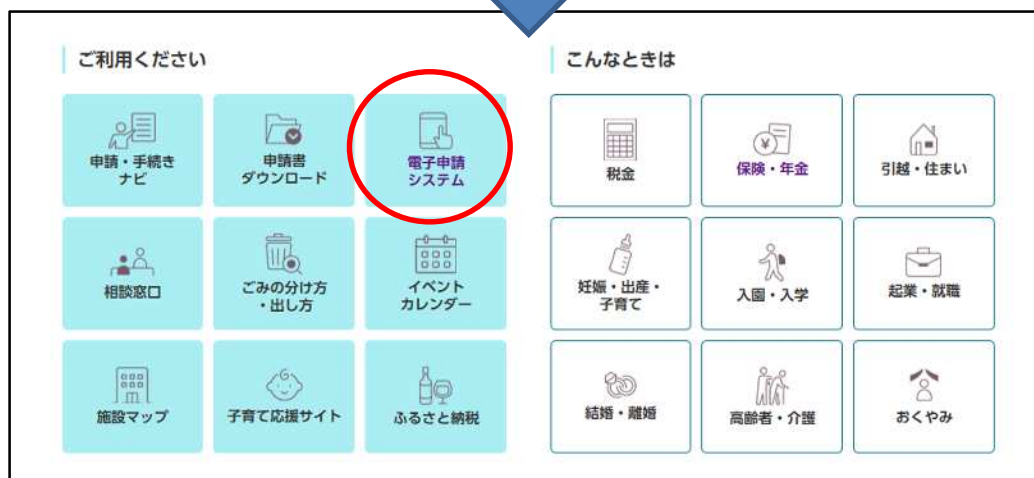 ご利用ください
申請・手続き
ナビ
申請書
ダウンロード
電子申請
システム
相談窓口
ごみの分け方
・出し方
イベント
カレンダー
施設マップ
子育て応援サイト
ふるさと納税
こんなときは
税金
保険・年金
引越・住まい
妊娠・出産・
子育て
入園・入学
起業・就職
結婚・離婚
高齢者・介護
おくやみ